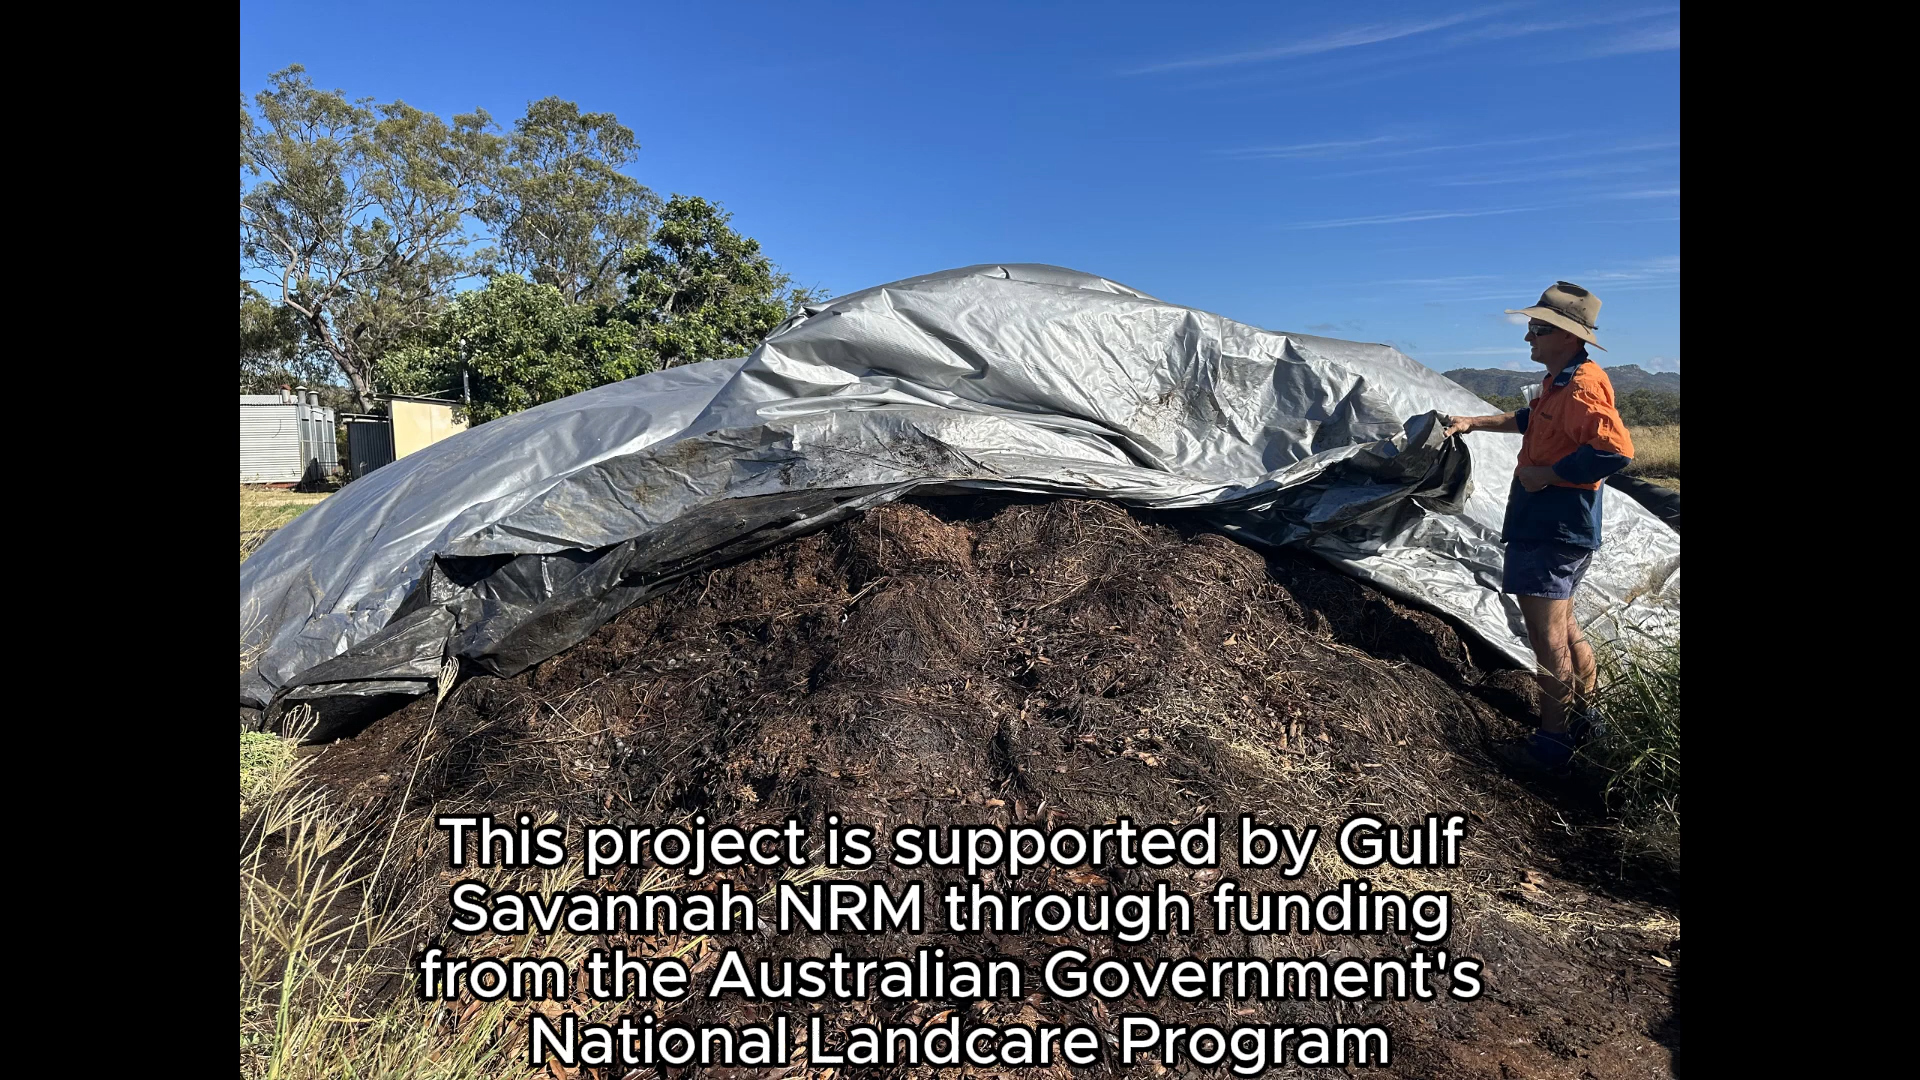 This project is supported by Gulf
Savannah NRM through funding
from the Australian Government's
National Landcare Program